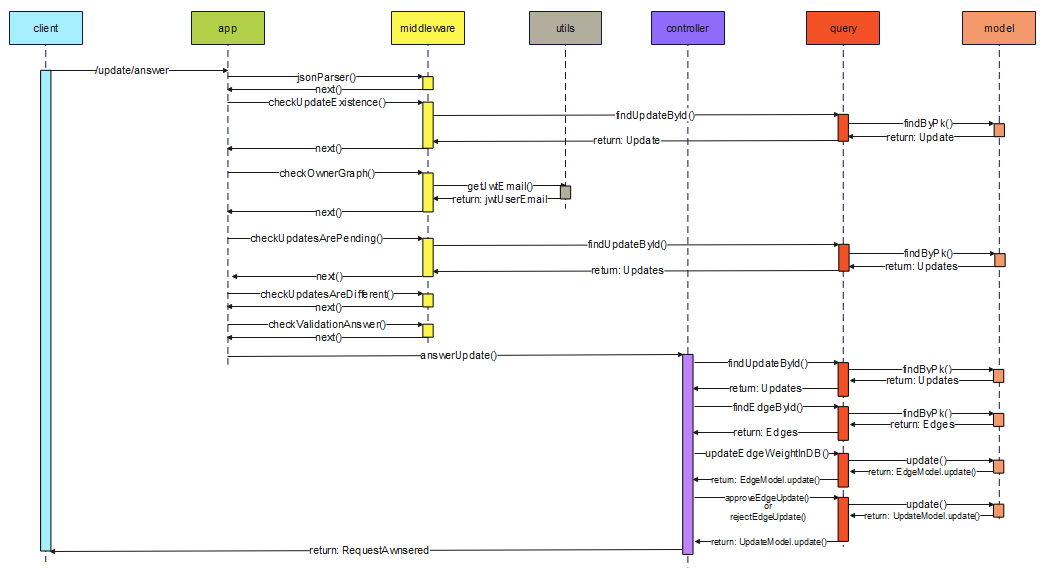 client
app
middleware
utils
controller
query
model
/update/answer
jsonParser()
next()
checkUpdateExistence()
findUpdateById()
findByPk()
return: Update
return: Update
next()
checkOwnerGraph()
getJwtEmail()
return: jwtUserEmail
next()
checkUpdatesArePending()
findUpdateById()
findByPk()
return: Updates
return: Updates
next()
checkUpdatesAreDifferent()
next()
checkValidationAnswer()
next()
answerUpdate()
findUpdateById()
findByPk()
return: Updates
return: Updates
findEdgeById()
findByPk()
return: Edges
return: Edges
updateEdgeWeightInDB()
update()
return: EdgeModel.update()
return: EdgeModel.update()
approveEdgeUpdate()
or
rejectEdgeUpdate()
update()
return: UpdateModel.update()
return: UpdateModel.update()
return: RequestAwnsered